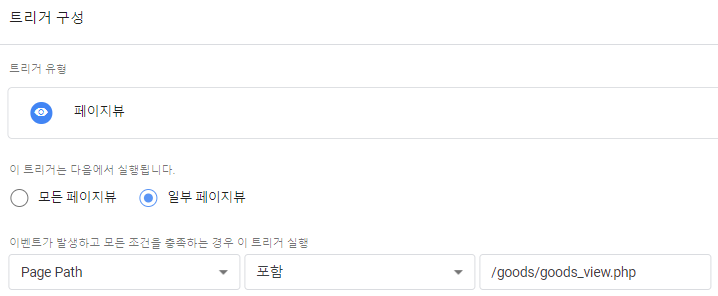 트리거 구성
트리거 유형
페이지뷰
이 트리거는 다음에서 실행됩니다.
모든 페이지뷰 일부 페이지뷰
이벤트가 발생하고 모든 조건을 충족하는 경우 이 트리거 실행
Page Path 포함 /goods/goods_view.php